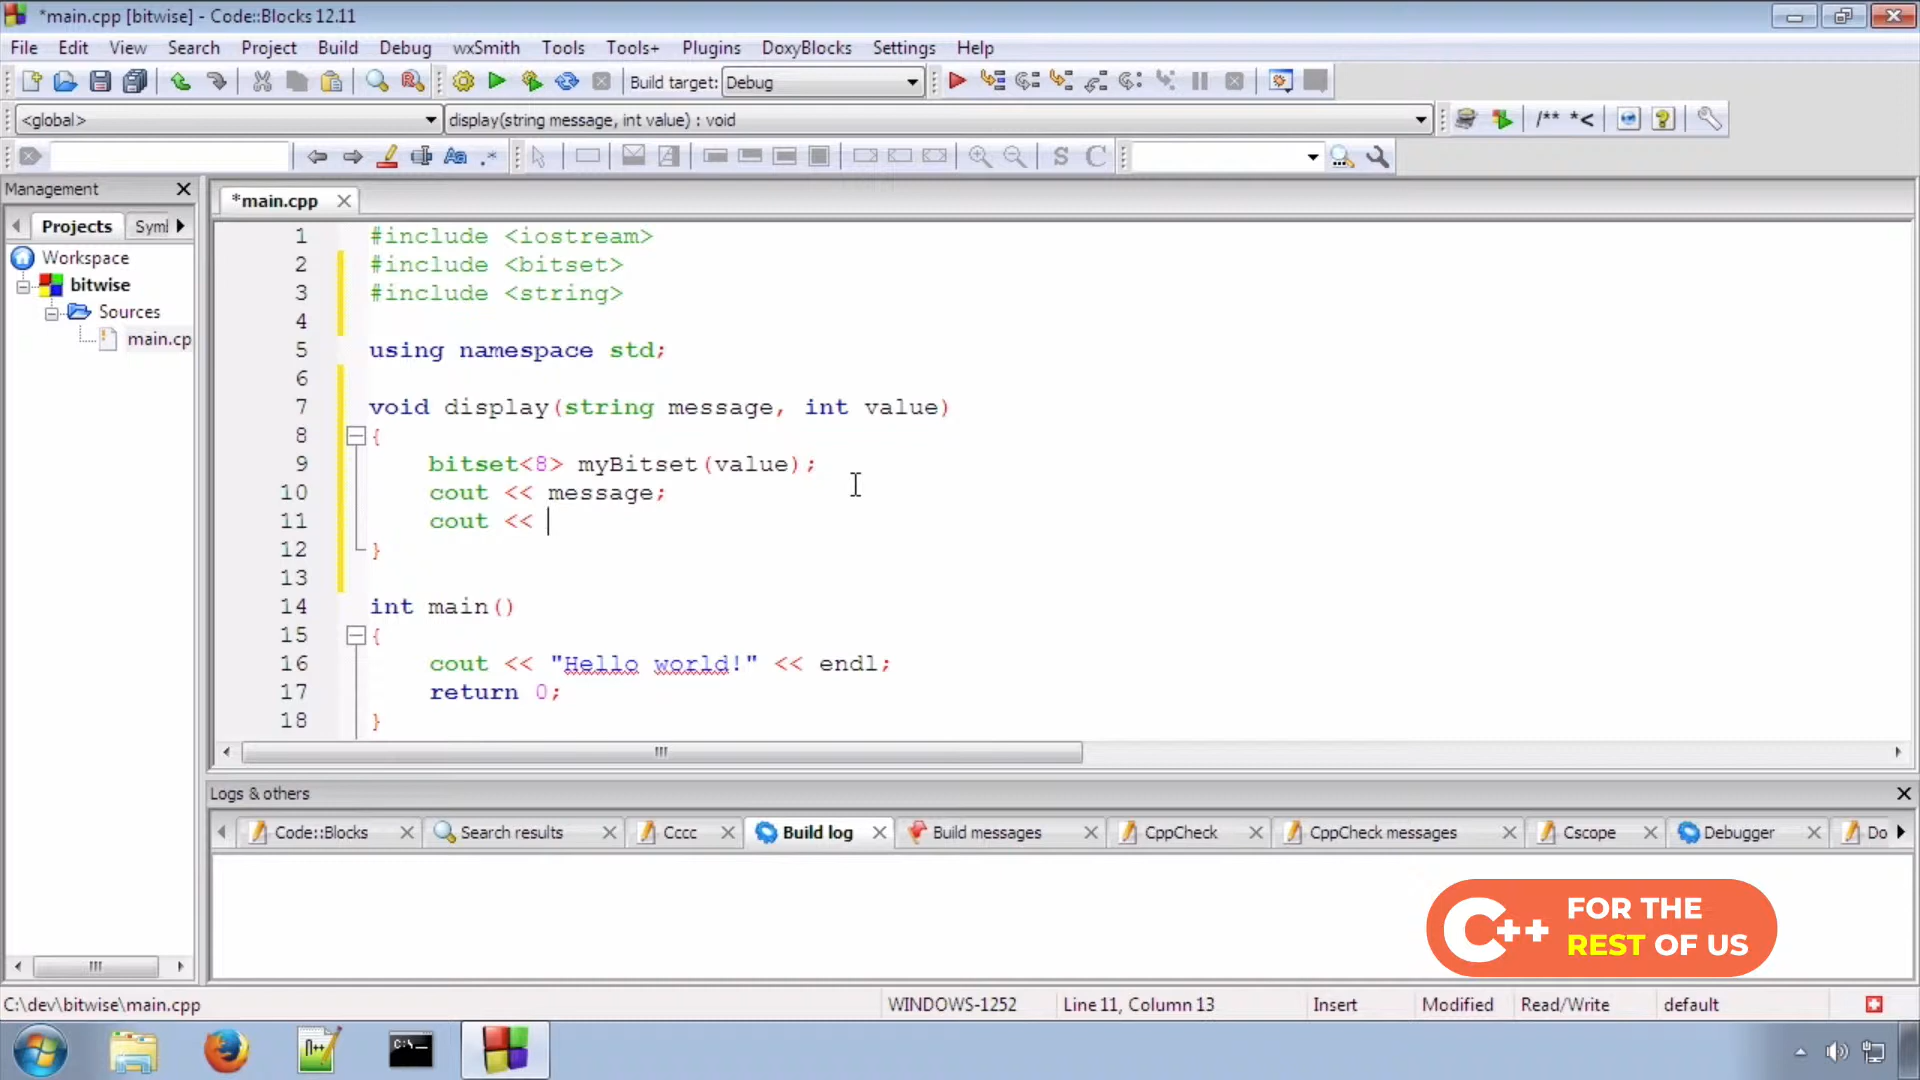 *main.cpp [bitwise] - Code::Blocks 12.11
File Edit View Search Project Build Debug wxSmith Tools Tools+ Plugins DoxyBlocks Settings Help
Build target: Debug
<global> display(string message, int value) : void
/** *<
Aa .* S C
Management
Projects Syml
Workspace
bitwise
Sources
main.cp
*main.cpp
1 #include <iostream>
2 #include <bitset>
3 #include <string>
4
5 using namespace std;
6
7 void display(string message, int value)
8 {
9 bitset<8> myBitset(value);
10 cout << message;
11 cout <<
12 }
13
14 int main()
15 {
16 cout << "Hello world!" << endl;
17 return 0;
18 }
Logs & others
Code::Blocks Search results Cccc Build log Build messages CppCheck CppCheck messages Cscope Debugger Do
C++ FOR THE
REST OF US
C:\dev\bitwise\main.cpp WINDOWS-1252 Line 11, Column 13 Insert Modified Read/Write default